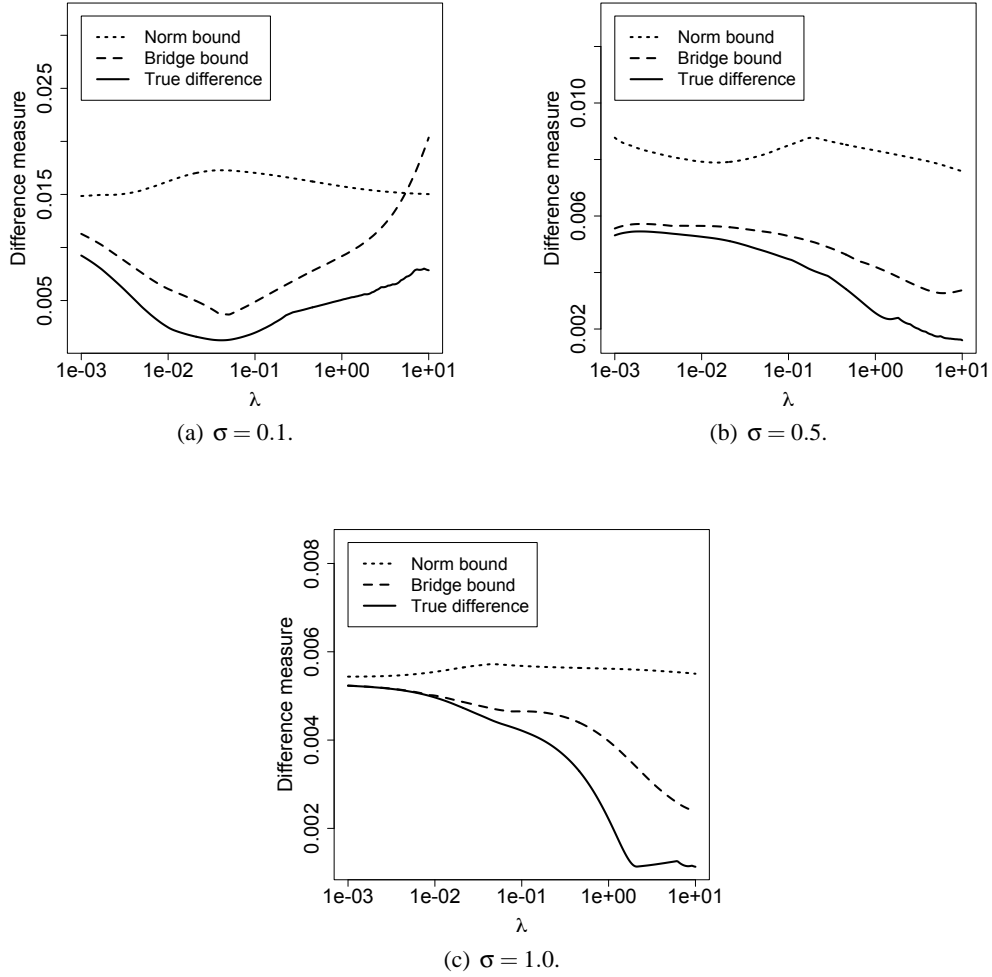 Norm bound
Bridge bound
True difference
Difference measure
0.005
0.015
0.025
1e-03
1e-02
1e-01
1e+00
1e+01
λ
(a) σ = 0.1.
Norm bound
Bridge bound
True difference
Difference measure
0.002
0.006
0.010
1e-03
1e-02
1e-01
1e+00
1e+01
λ
(b) σ = 0.5.
Norm bound
Bridge bound
True difference
Difference measure
0.002
0.004
0.006
0.008
1e-03
1e-02
1e-01
1e+00
1e+01
λ
(c) σ = 1.0.